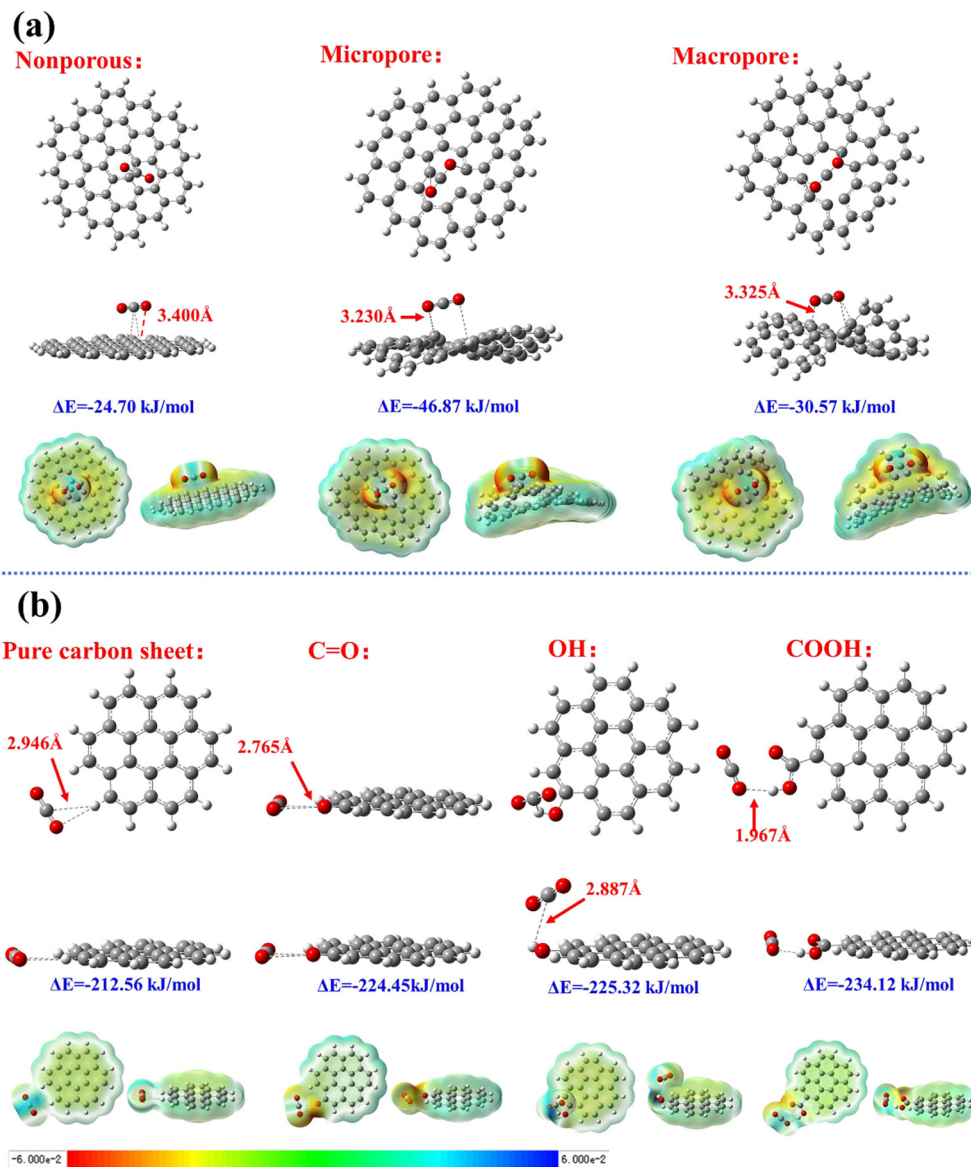 (a)
Nonporous:
Micropore:
Macropore:
3.400Å
3.230Å
3.325Å
ΔE=-24.70 kJ/mol
ΔE=-46.87 kJ/mol
ΔE=-30.57 kJ/mol
(b)
Pure carbon sheet:
C=O:
OH:
COOH:
2.946Å
2.765Å
1.967Å
2.887Å
ΔE=-212.56 kJ/mol
ΔE=-224.45kJ/mol
ΔE=-225.32 kJ/mol
ΔE=-234.12 kJ/mol
-6.000e-2
6.000e-2